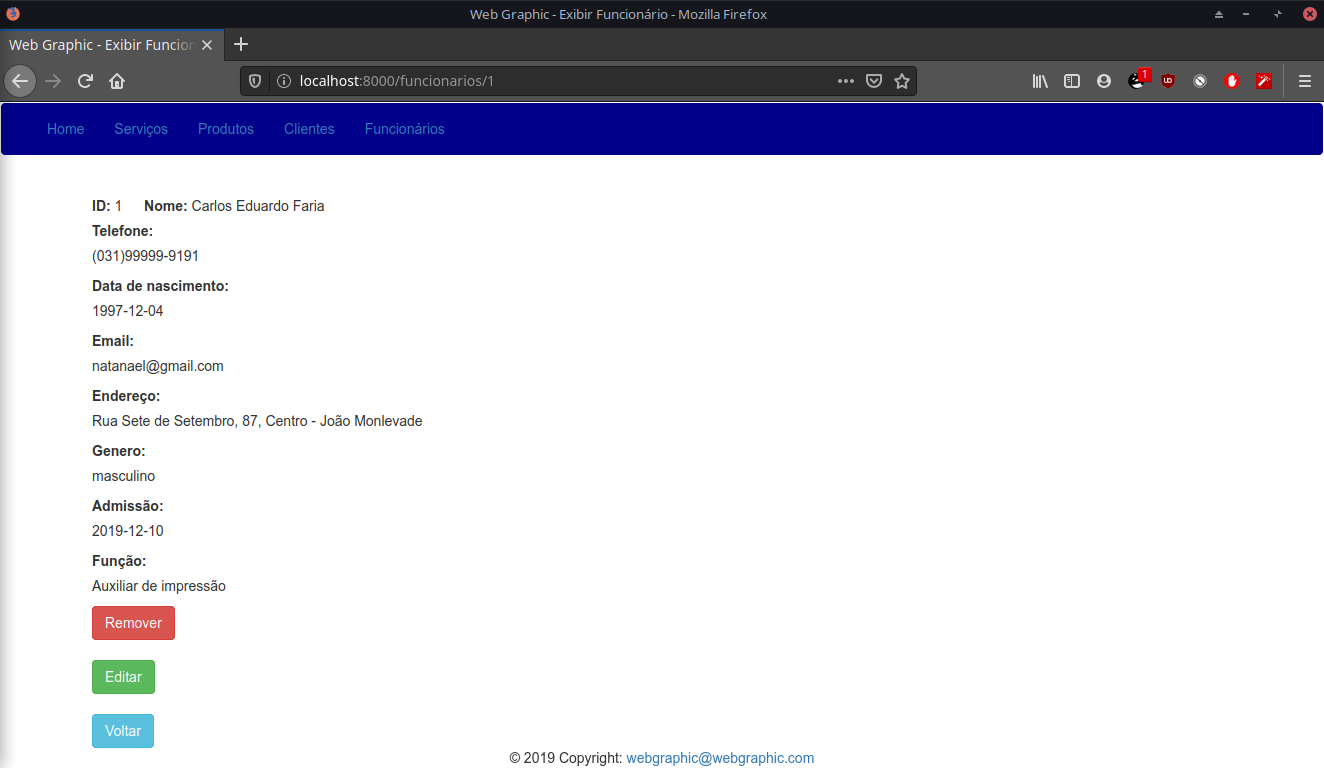 Web Graphic - Exibir Funcionário - Mozilla Firefox
Web Graphic - Exibir Funcion
localhost:8000/funcionarios/1
1
UD
Home Serviços Produtos Clientes Funcionários
ID: 1 Nome: Carlos Eduardo Faria
Telefone:
(031)99999-9191
Data de nascimento:
1997-12-04
Email:
natanael@gmail.com
Endereço:
Rua Sete de Setembro, 87, Centro - João Monlevade
Genero:
masculino
Admissão:
2019-12-10
Função:
Auxiliar de impressão
Remover
Editar
Voltar
© 2019 Copyright: webgraphic@webgraphic.com